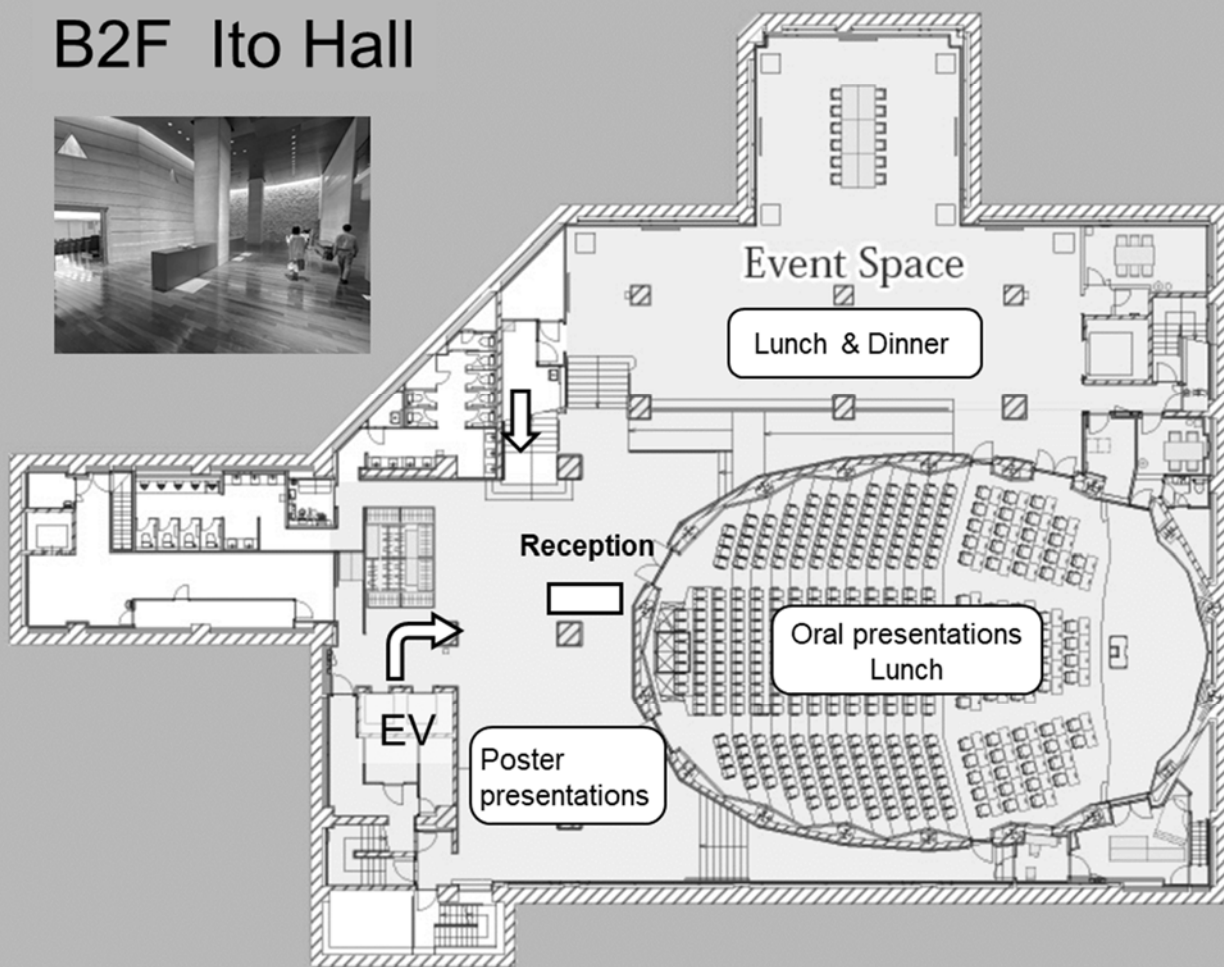 B2F Ito Hall
Event Space
Lunch & Dinner
Reception
Oral presentations
Lunch
EV
Poster
presentations